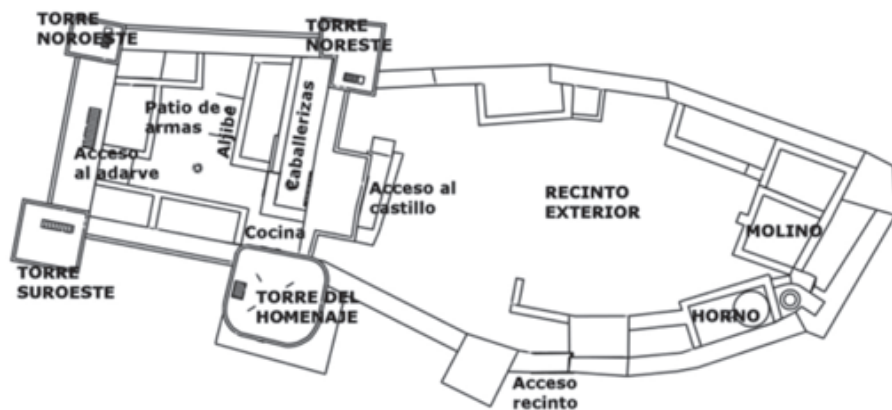 TORRE
NOROESTE
TORRE
NORESTE
Patio de
armas
Aljibe
Caballerizas
Acceso
al adarve
Acceso al
castillo
RECINTO
EXTERIOR
MOLINO
Cocina
TORRE
SUROESTE
TORRE DEL
HOMENAJE
HORNO
Acceso
recinto